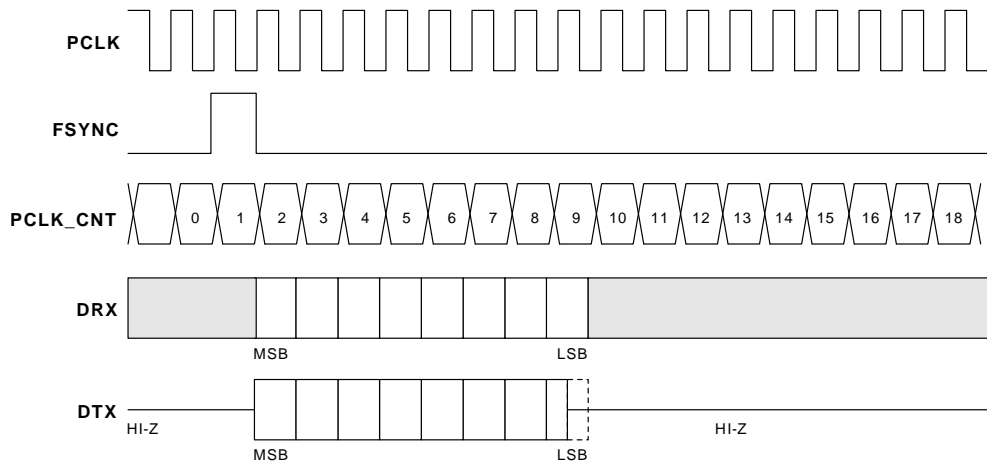 PCLK
FSYNC
PCLK_CNT 0 1 2 3 4 5 6 7 8 9 10 11 12 13 14 15 16 17 18
DRX
MSB LSB
DTX
HI-Z HI-Z
MSB LSB